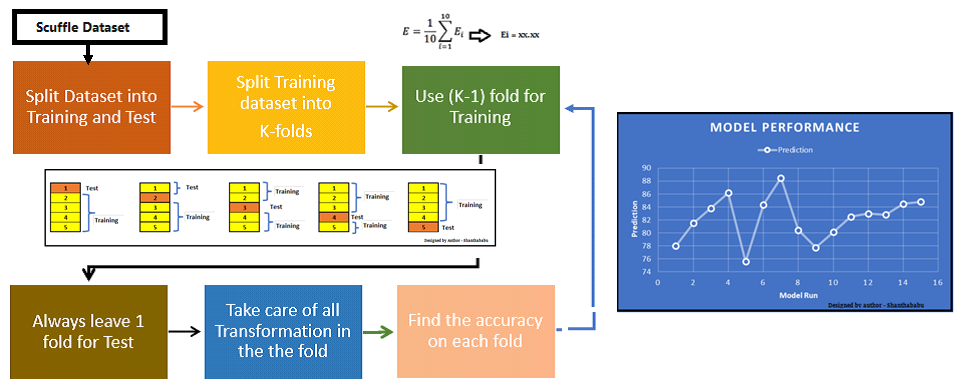 Scuffle Dataset
E = 1/10 ∑ i=1 10 Ei
Ei = xx.xx
Split Dataset into
Training and Test
Split Training
dataset into
K-folds
Use (K-1) fold for
Training
1
2
3
4
5
Test
Training
1
2
3
4
5
Test
Training
1
2
3
4
5
Training
Test
Training
1
2
3
4
5
Training
Test
Training
1
2
3
4
5
Training
Test
Designed by Author - Shanthababu
Always leave 1
fold for Test
Take care of all
Transformation in
the the fold
Find the accuracy
on each fold
MODEL PERFORMANCE
Prediction
Prediction
90
88
86
84
82
80
78
76
74
0 2 4 6 8 10 12 14 16
Model Run
Designed by author - Shanthababu